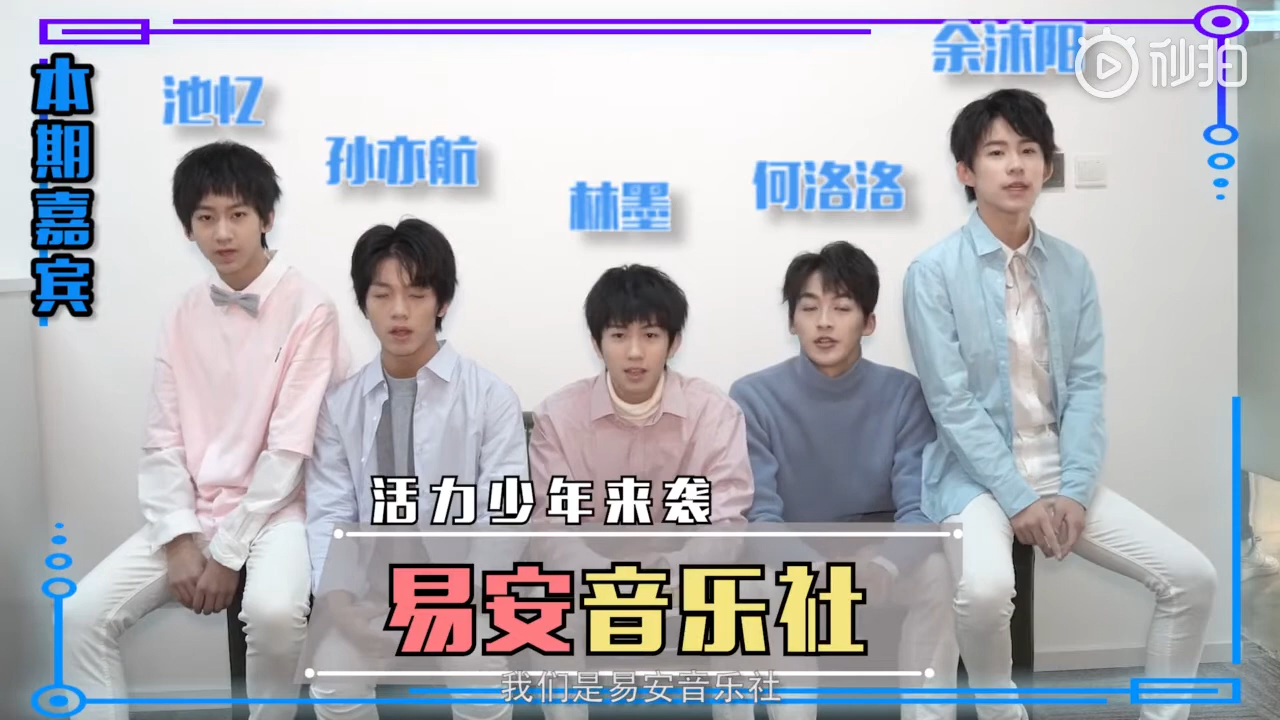 本期嘉宾
池忆
孙亦航
林墨
何洛洛
余沐阳
秒拍
活力少年来袭
易安音乐社
我们是易安音乐社